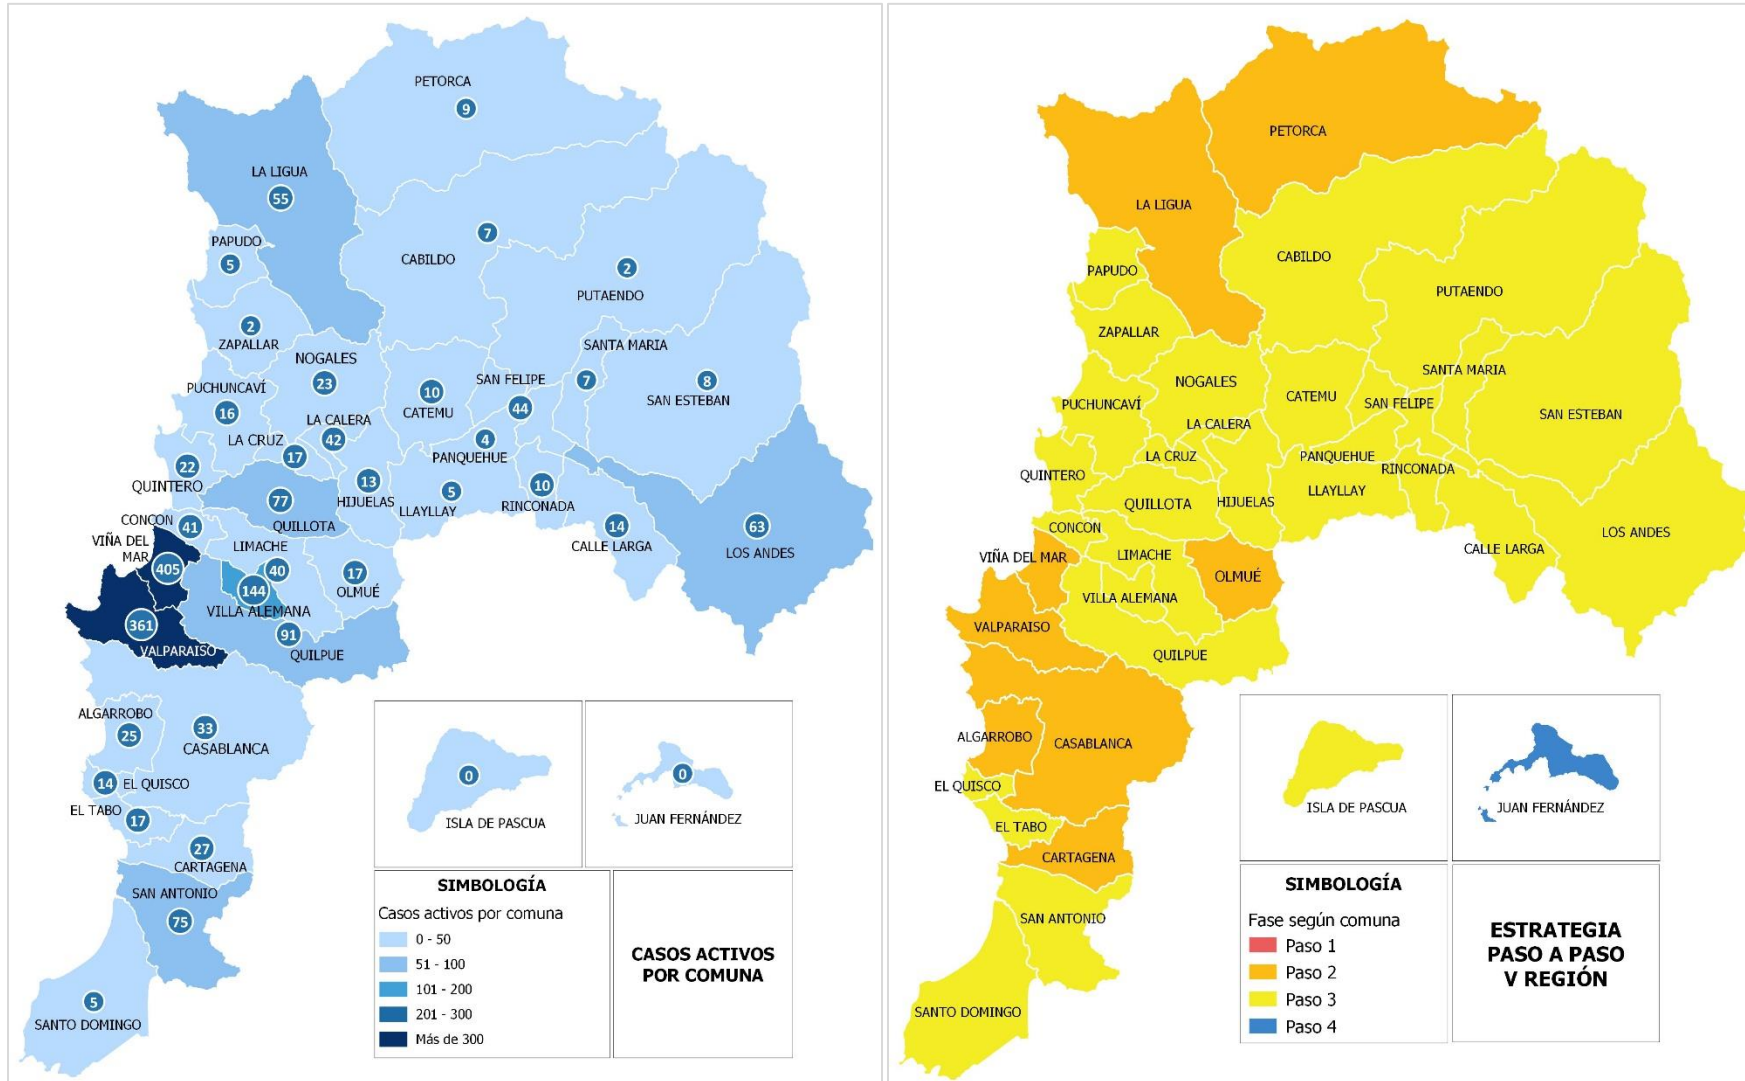 PETORCA
9
LA LIGUA
55
PAPUDO
5
CABILDO
7
PUTAENDO
2
ZAPALLAR
2
NOGALES
23
SANTA MARIA
7
SAN FELIPE
44
SAN ESTEBAN
8
PUCHUNCAVÍ
16
CATEMU
10
LA CALERA
42
LA CRUZ
17
PANQUEHUE
4
QUINTERO
22
HIJUELAS
13
LLAYLLAY
5
RINCONADA
10
QUILLOTA
77
CONCON
41
CALLE LARGA
14
LOS ANDES
63
VIÑA DEL
MAR
405
LIMACHE
40
OLMUÉ
17
VILLA ALEMANA
144
VALPARAISO
361
QUILPUE
91
ALGARROBO
25
CASABLANCA
33
EL QUISCO
14
EL TABO
17
CARTAGENA
27
SAN ANTONIO
75
SANTO DOMINGO
5
0
ISLA DE PASCUA
0
JUAN FERNÁNDEZ
SIMBOLOGÍA
Casos activos por comuna
0 - 50
51 - 100
101 - 200
201 - 300
Más de 300
CASOS ACTIVOS
POR COMUNA
PETORCA
LA LIGUA
CABILDO
PAPUDO
PUTAENDO
ZAPALLAR
SANTA MARIA
NOGALES
CATEMU
SAN FELIPE
PUCHUNCAVÍ
SAN ESTEBAN
LA CALERA
LA CRUZ
PANQUEHUE
RINCONADA
QUINTERO
LLAYLLAY
QUILLOTA
HIJUELAS
CONCON
LOS ANDES
VIÑA DEL MAR
LIMACHE
CALLE LARGA
OLMUÉ
VILLA ALEMANA
VALPARAISO
QUILPUE
ALGARROBO
CASABLANCA
EL QUISCO
EL TABO
CARTAGENA
SAN ANTONIO
SANTO DOMINGO
ISLA DE PASCUA
JUAN FERNÁNDEZ
SIMBOLOGÍA
Fase según comuna
Paso 1
Paso 2
Paso 3
Paso 4
ESTRATEGIA
PASO A PASO
V REGIÓN